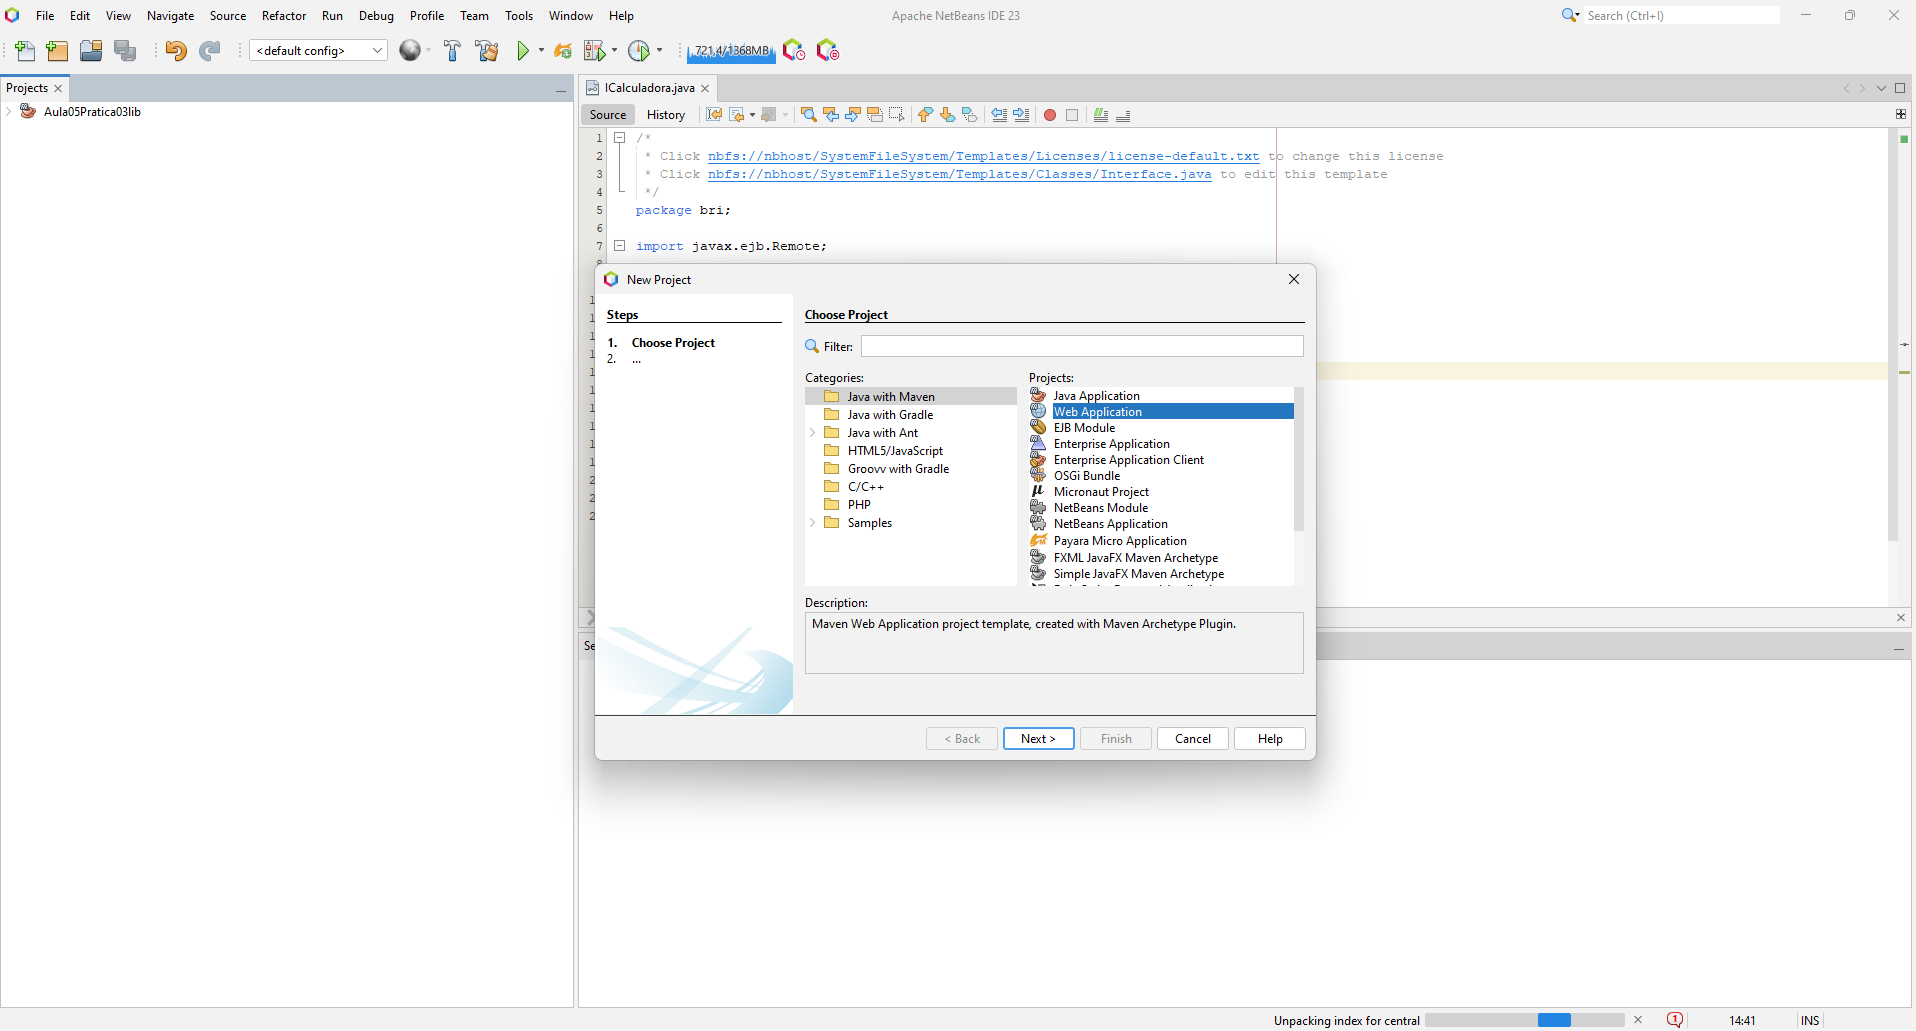 File Edit View Navigate Source Refactor Run Debug Profile Team Tools Window Help
Apache NetBeans IDE 23
Search (Ctrl+I)
<default config>
721,4/1368MB
Projects
ICalculadora.java
Aula05Pratica03lib
Source History
1 /*
2 * Click nbfs://nbhost/SystemFileSystem/Templates/Licenses/license-default.txt to change this license
3 * Click nbfs://nbhost/SystemFileSystem/Templates/Classes/Interface.java to edit this template
4 */
5 package bri;
6
7 import javax.ejb.Remote;
New Project
Steps
1. Choose Project
2. ...
Choose Project
Filter:
Categories:
Java with Maven
Java with Gradle
Java with Ant
HTML5/JavaScript
Groovy with Gradle
C/C++
PHP
Samples
Projects:
Java Application
Web Application
EJB Module
Enterprise Application
Enterprise Application Client
OSGi Bundle
Micronaut Project
NetBeans Module
NetBeans Application
Payara Micro Application
FXML JavaFX Maven Archetype
Simple JavaFX Maven Archetype
Description:
Maven Web Application project template, created with Maven Archetype Plugin.
< Back Next > Finish Cancel Help
Se
Unpacking index for central
1
14:41
INS